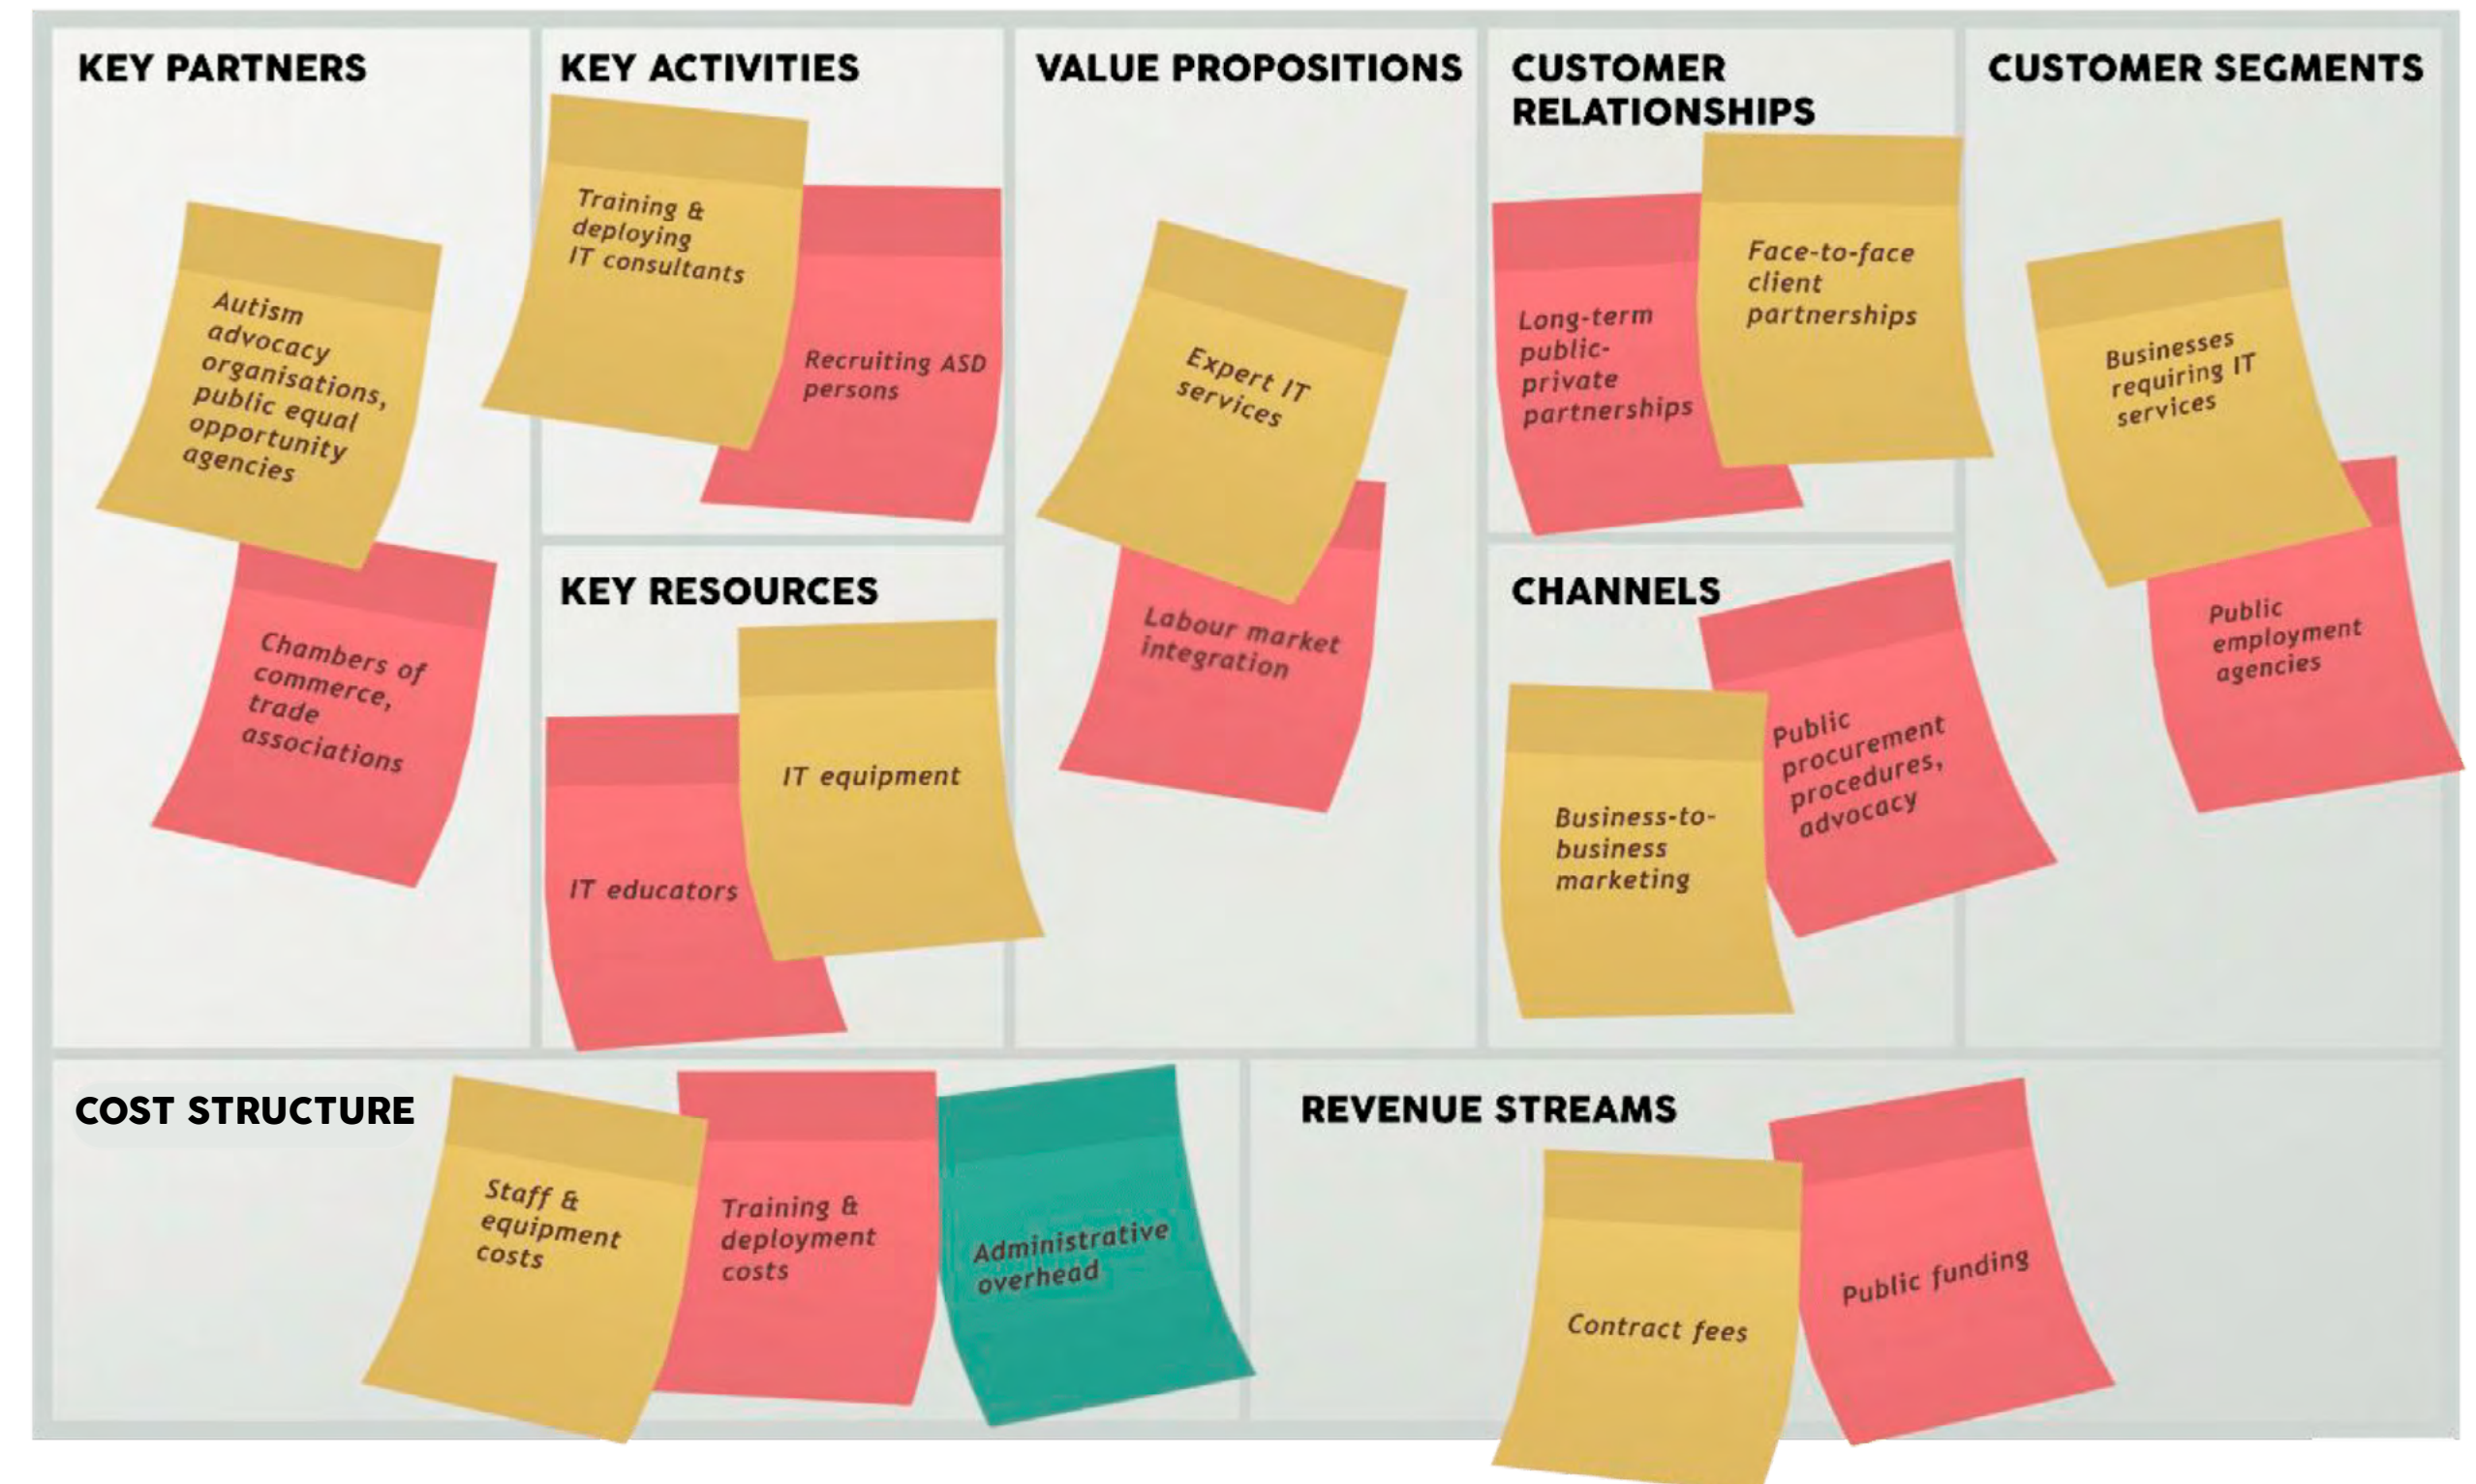 KEY PARTNERS
Autism
advocacy
organisations,
public equal
opportunity
agencies
Chambers of
commerce,
trade
associations
KEY ACTIVITIES
Training &
deploying
IT consultants
Recruiting ASD
persons
KEY RESOURCES
IT equipment
IT educators
VALUE PROPOSITIONS
Expert IT
services
Labour market
integration
CUSTOMER
RELATIONSHIPS
Long-term
public-
private
partnerships
Face-to-face
client
partnerships
CHANNELS
Business-to-
business
marketing
Public
procurement
procedures,
advocacy
CUSTOMER SEGMENTS
Businesses
requiring IT
services
Public
employment
agencies
COST STRUCTURE
Staff &
equipment
costs
Training &
deployment
costs
Administrative
overhead
REVENUE STREAMS
Contract fees
Public funding